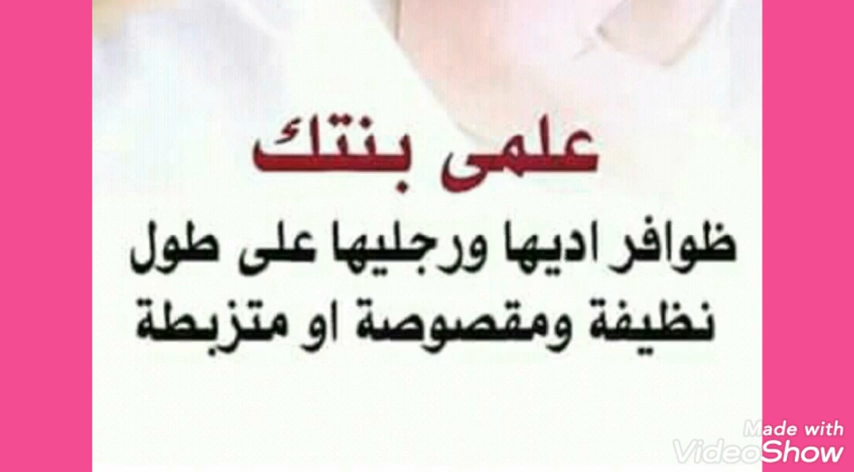 علمى بنتك
ظوافر اديها ورجليها على طول
نظيفة ومقصوصة او متزبطة
Made with
VideoShow